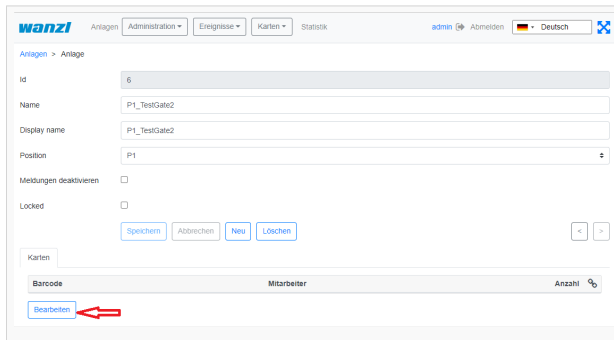 wanzl Anlagen Administration Ereignisse Karten Statistik admin Abmelden Deutsch
Anlagen > Anlage
Id 6
Name P1_TestGate2
Display name P1_TestGate2
Position P1
Meldungen deaktivieren
Locked
Speichern Abbrechen Neu Löschen < >
Karten
Barcode Mitarbeiter Anzahl
Bearbeiten